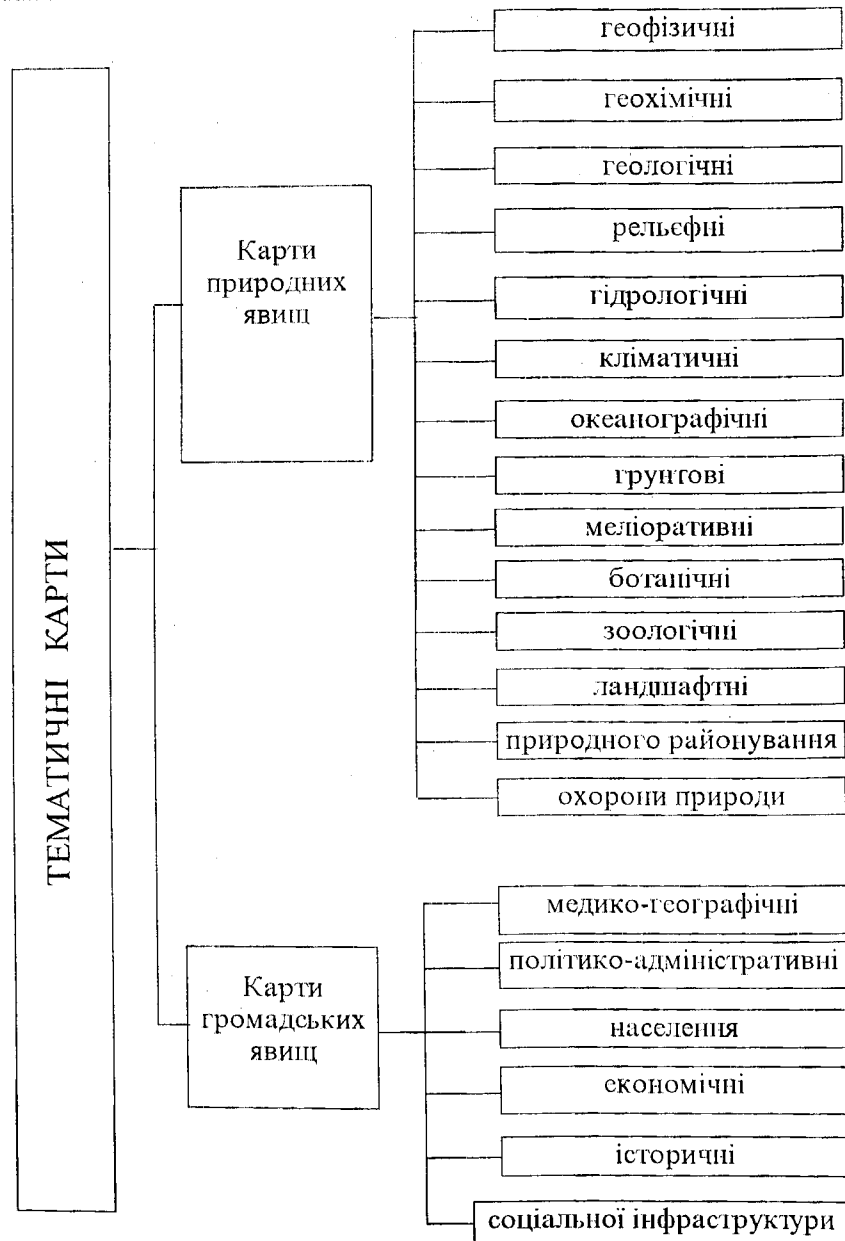 ТЕМАТИЧНІ КАРТИ
Карти
природних
явищ
геофізичні
геохімічні
геологічні
рельєфні
гідрологічні
кліматичні
океанографічні
грунтові
меліоративні
ботанічні
зоологічні
ландшафтні
природного районування
охорони природи
Карти
громадських
явищ
медико-географічні
політико-адміністративні
населення
економічні
історичні
соціальної інфраструктури